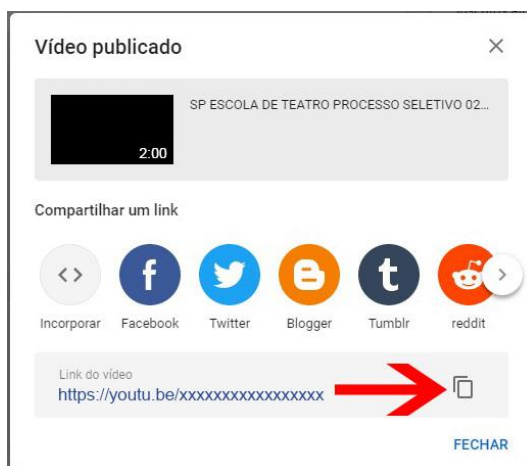 Vídeo publicado
SP ESCOLA DE TEATRO PROCESSO SELETIVO 02...
2:00
Compartilhar um link
Incorporar Facebook Twitter Blogger Tumblr reddit
Link do vídeo
https://youtu.be/xxxxxxxxxxxxxxxxxx
FECHAR